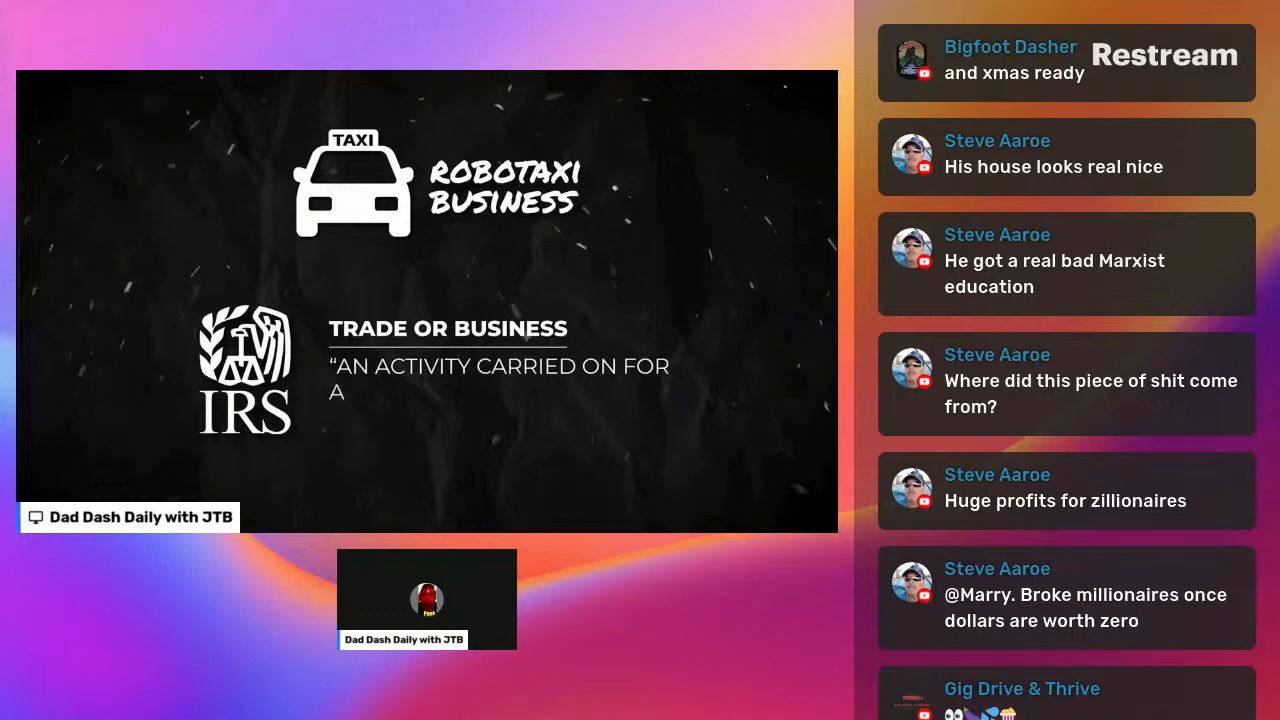 TAXI
ROBOTAXI
BUSINESS
IRS
TRADE OR BUSINESS
“AN ACTIVITY CARRIED ON FOR
A
Dad Dash Daily with JTB
Dad Dash Daily with JTB
Restream
Bigfoot Dasher
and xmas ready
Steve Aaroe
His house looks real nice
Steve Aaroe
He got a real bad Marxist
education
Steve Aaroe
Where did this piece of shit come
from?
Steve Aaroe
Huge profits for zillionaires
Steve Aaroe
@Marry. Broke millionaires once
dollars are worth zero
Gig Drive & Thrive
👀🍆💦🍿